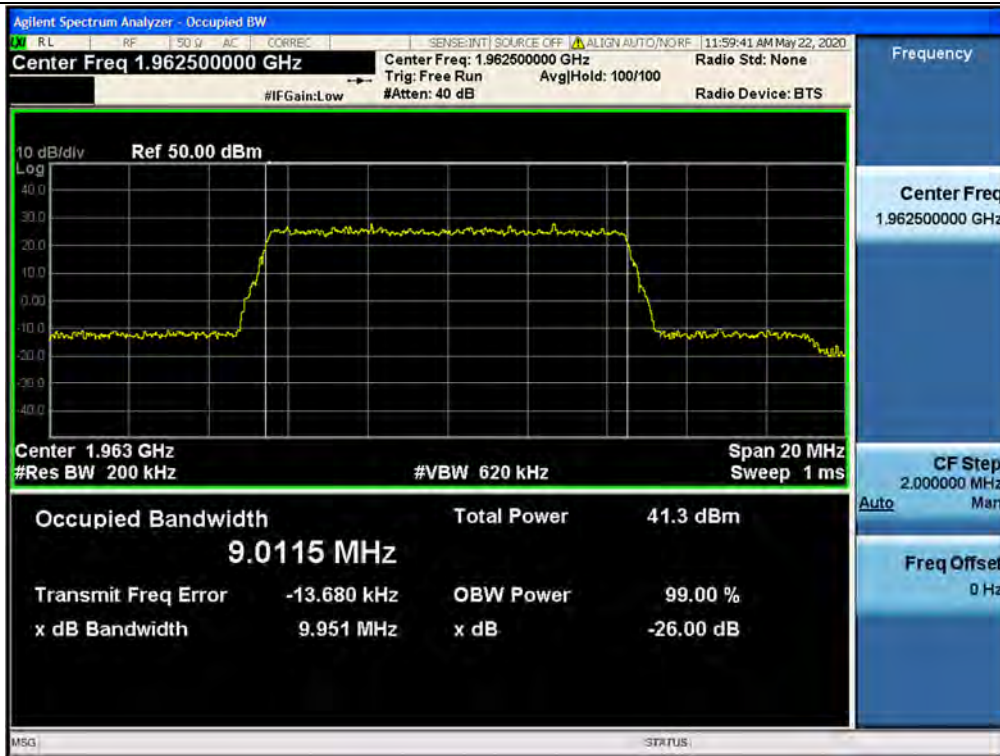 Agilent Spectrum Analyzer - Occupied BW
LXI RL RF 50 Ω AC CORREC SENSE:INT SOURCE OFF ALIGN AUTO/NORF 11:59:41 AM May 22, 2020
Center Freq 1.962500000 GHz
Center Freq: 1.962500000 GHz
Radio Std: None
Trig: Free Run
Avg|Hold: 100/100
#IFGain:Low
#Atten: 40 dB
Radio Device: BTS
10 dB/div
Ref 50.00 dBm
Log
40.0
30.0
20.0
10.0
0.00
-10.0
-20.0
-30.0
-40.0
Center 1.963 GHz
Span 20 MHz
#Res BW 200 kHz
#VBW 620 kHz
Sweep 1 ms
Occupied Bandwidth
Total Power
41.3 dBm
9.0115 MHz
Transmit Freq Error
-13.680 kHz
OBW Power
99.00 %
x dB Bandwidth
9.951 MHz
x dB
-26.00 dB
MSG
STATUS
Frequency
Center Freq
1.962500000 GHz
CF Step
2.000000 MHz
Auto Man
Freq Offset
0 Hz